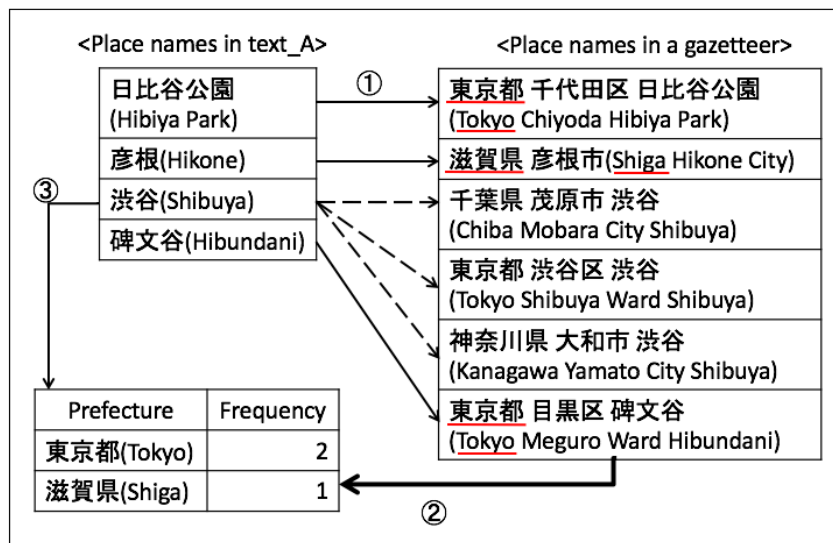 <Place names in text_A>
日比谷公園
(Hibiya Park)
彦根(Hikone)
渋谷(Shibuya)
碑文谷(Hibundani)
①
<Place names in a gazetteer>
東京都 千代田区 日比谷公園
(Tokyo Chiyoda Hibiya Park)
滋賀県 彦根市(Shiga Hikone City)
千葉県 茂原市 渋谷
(Chiba Mobara City Shibuya)
東京都 渋谷区 渋谷
(Tokyo Shibuya Ward Shibuya)
神奈川県 大和市 渋谷
(Kanagawa Yamato City Shibuya)
東京都 目黒区 碑文谷
(Tokyo Meguro Ward Hibundani)
③
Prefecture Frequency
東京都(Tokyo) 2
滋賀県(Shiga) 1
②